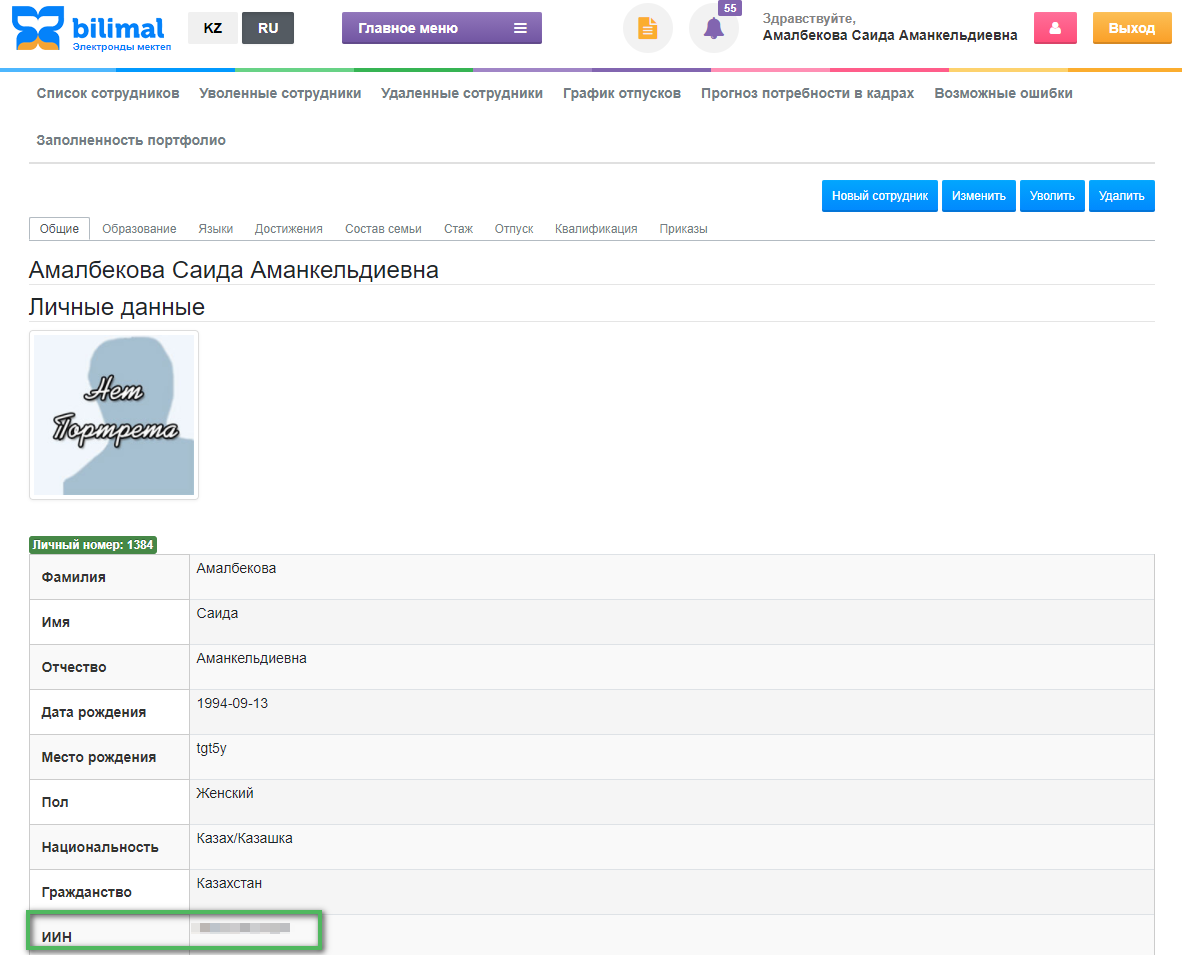 bilimal
Электронды мектеп
KZ
RU
Главное меню
55
Здравствуйте,
Амалбекова Саида Аманкельдиевна
Выход
Список сотрудников Уволенные сотрудники Удаленные сотрудники График отпусков Прогноз потребности в кадрах Возможные ошибки
Заполненность портфолио
Новый сотрудник Изменить Уволить Удалить
Общие Образование Языки Достижения Состав семьи Стаж Отпуск Квалификация Приказы
Амалбекова Саида Аманкельдиевна
Личные данные
Нет
Портрета
Личный номер: 1384
Фамилия Амалбекова
Имя Саида
Отчество Аманкельдиевна
Дата рождения 1994-09-13
Место рождения tgt5y
Пол Женский
Национальность Казах/Казашка
Гражданство Казахстан
ИИН